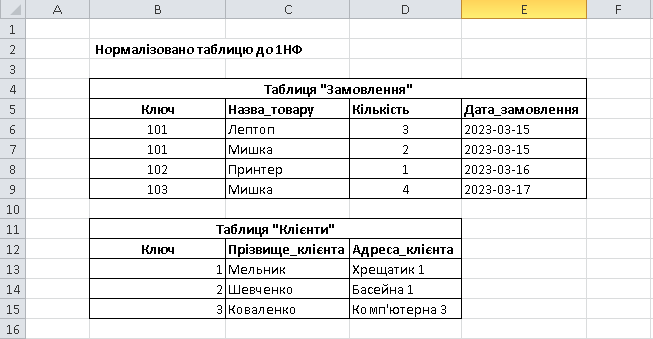 A B C D E F
1
2 Нормалізовано таблицю до 1НФ
3
4 Таблиця "Замовлення"
5 Ключ Назва_товару Кількість Дата_замовлення
6 101 Лептоп 3 2023-03-15
7 101 Мишка 2 2023-03-15
8 102 Принтер 1 2023-03-16
9 103 Мишка 4 2023-03-17
10
11 Таблиця "Клієнти"
12 Ключ Прізвище_клієнта Адреса_клієнта
13 1 Мельник Хрещатик 1
14 2 Шевченко Басейна 1
15 3 Коваленко Комп'ютерна 3
16